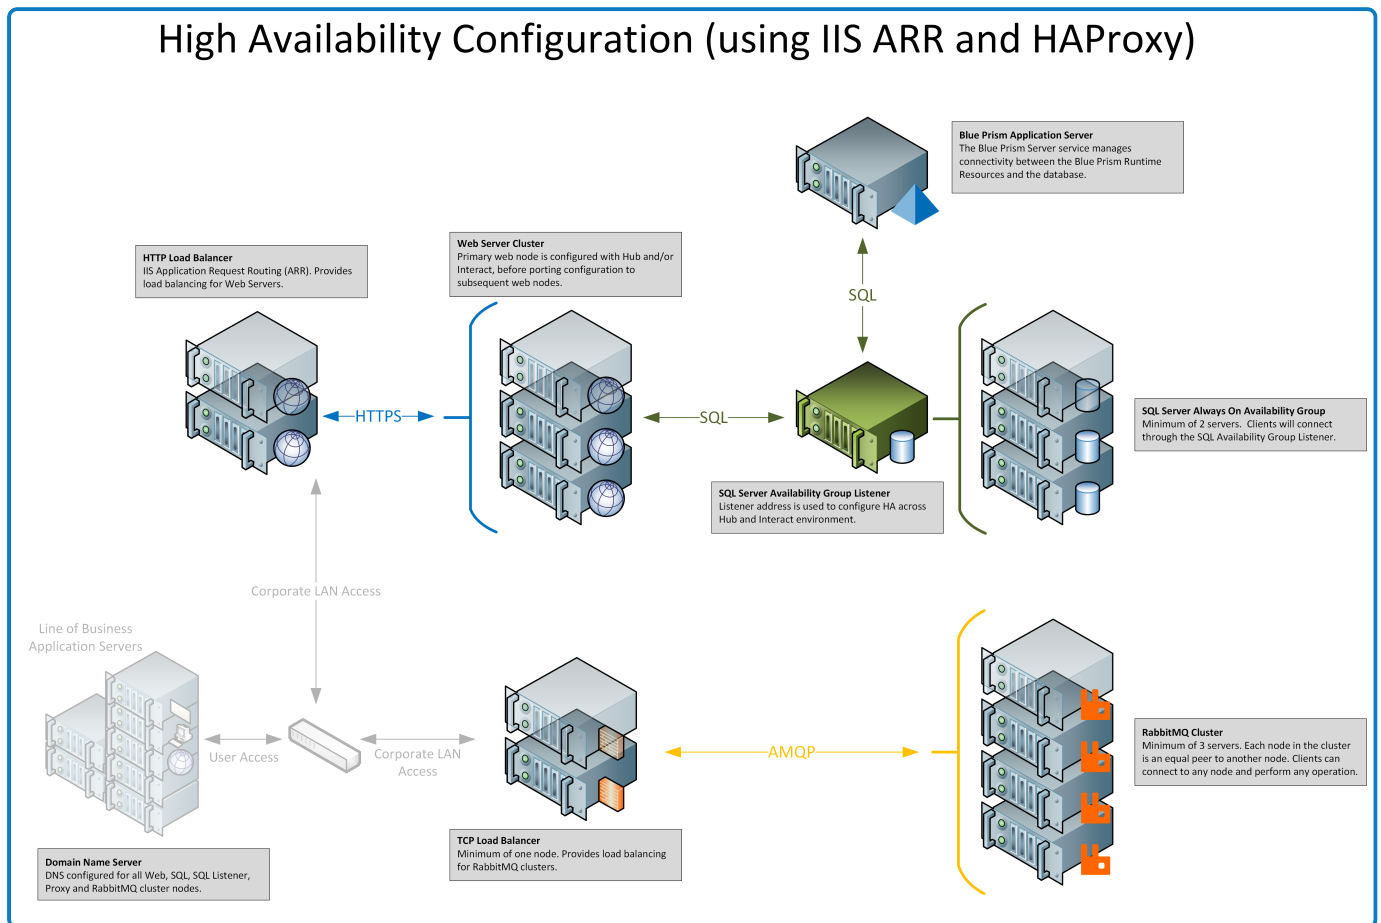 High Availability Configuration (using IIS ARR and HAProxy)
Blue Prism Application Server
The Blue Prism Server service manages
connectivity between the Blue Prism Runtime
Resources and the database.
HTTP Load Balancer
IIS Application Request Routing (ARR). Provides
load balancing for Web Servers.
Web Server Cluster
Primary web node is configured with Hub and/or
Interact, before porting configuration to
subsequent web nodes.
SQL
HTTPS
SQL
SQL Server Always On Availability Group
Minimum of 2 servers.  Clients will connect
through the SQL Availability Group Listener.
SQL Server Availability Group Listener
Listener address is used to configure HA across
Hub and Interact environment.
Corporate LAN Access
Line of Business
Application Servers
User Access
Corporate LAN
Access
AMQP
RabbitMQ Cluster
Minimum of 3 servers. Each node in the cluster
is an equal peer to another node. Clients can
connect to any node and perform any operation.
TCP Load Balancer
Minimum of one node. Provides load balancing
for RabbitMQ clusters.
Domain Name Server
DNS configured for all Web, SQL, SQL Listener,
Proxy and RabbitMQ cluster nodes.